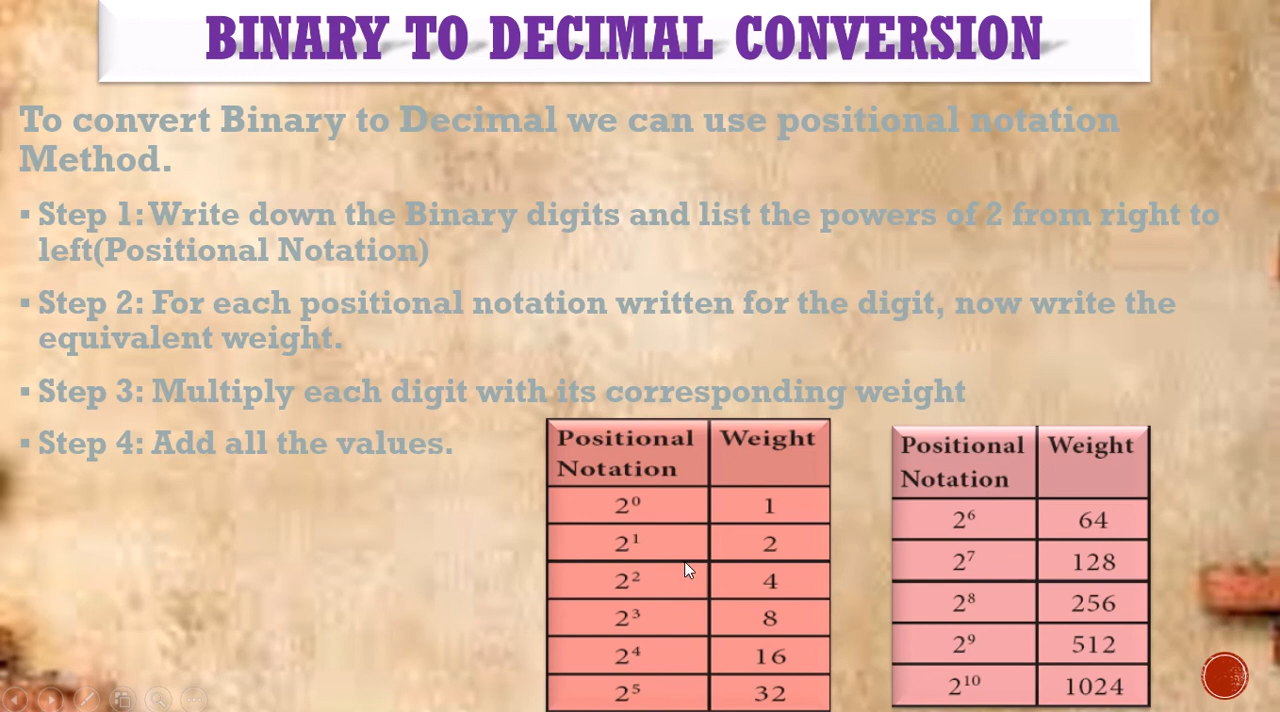 BINARY TO DECIMAL CONVERSION
To convert Binary to Decimal we can use positional notation
Method.
▪ Step 1: Write down the Binary digits and list the powers of 2 from right to
left(Positional Notation)
▪ Step 2: For each positional notation written for the digit, now write the
equivalent weight.
▪ Step 3: Multiply each digit with its corresponding weight
▪ Step 4: Add all the values.
Positional Notation Weight
2⁰ 1
2¹ 2
2² 4
2³ 8
2⁴ 16
2⁵ 32
Positional Notation Weight
2⁶ 64
2⁷ 128
2⁸ 256
2⁹ 512
2¹⁰ 1024